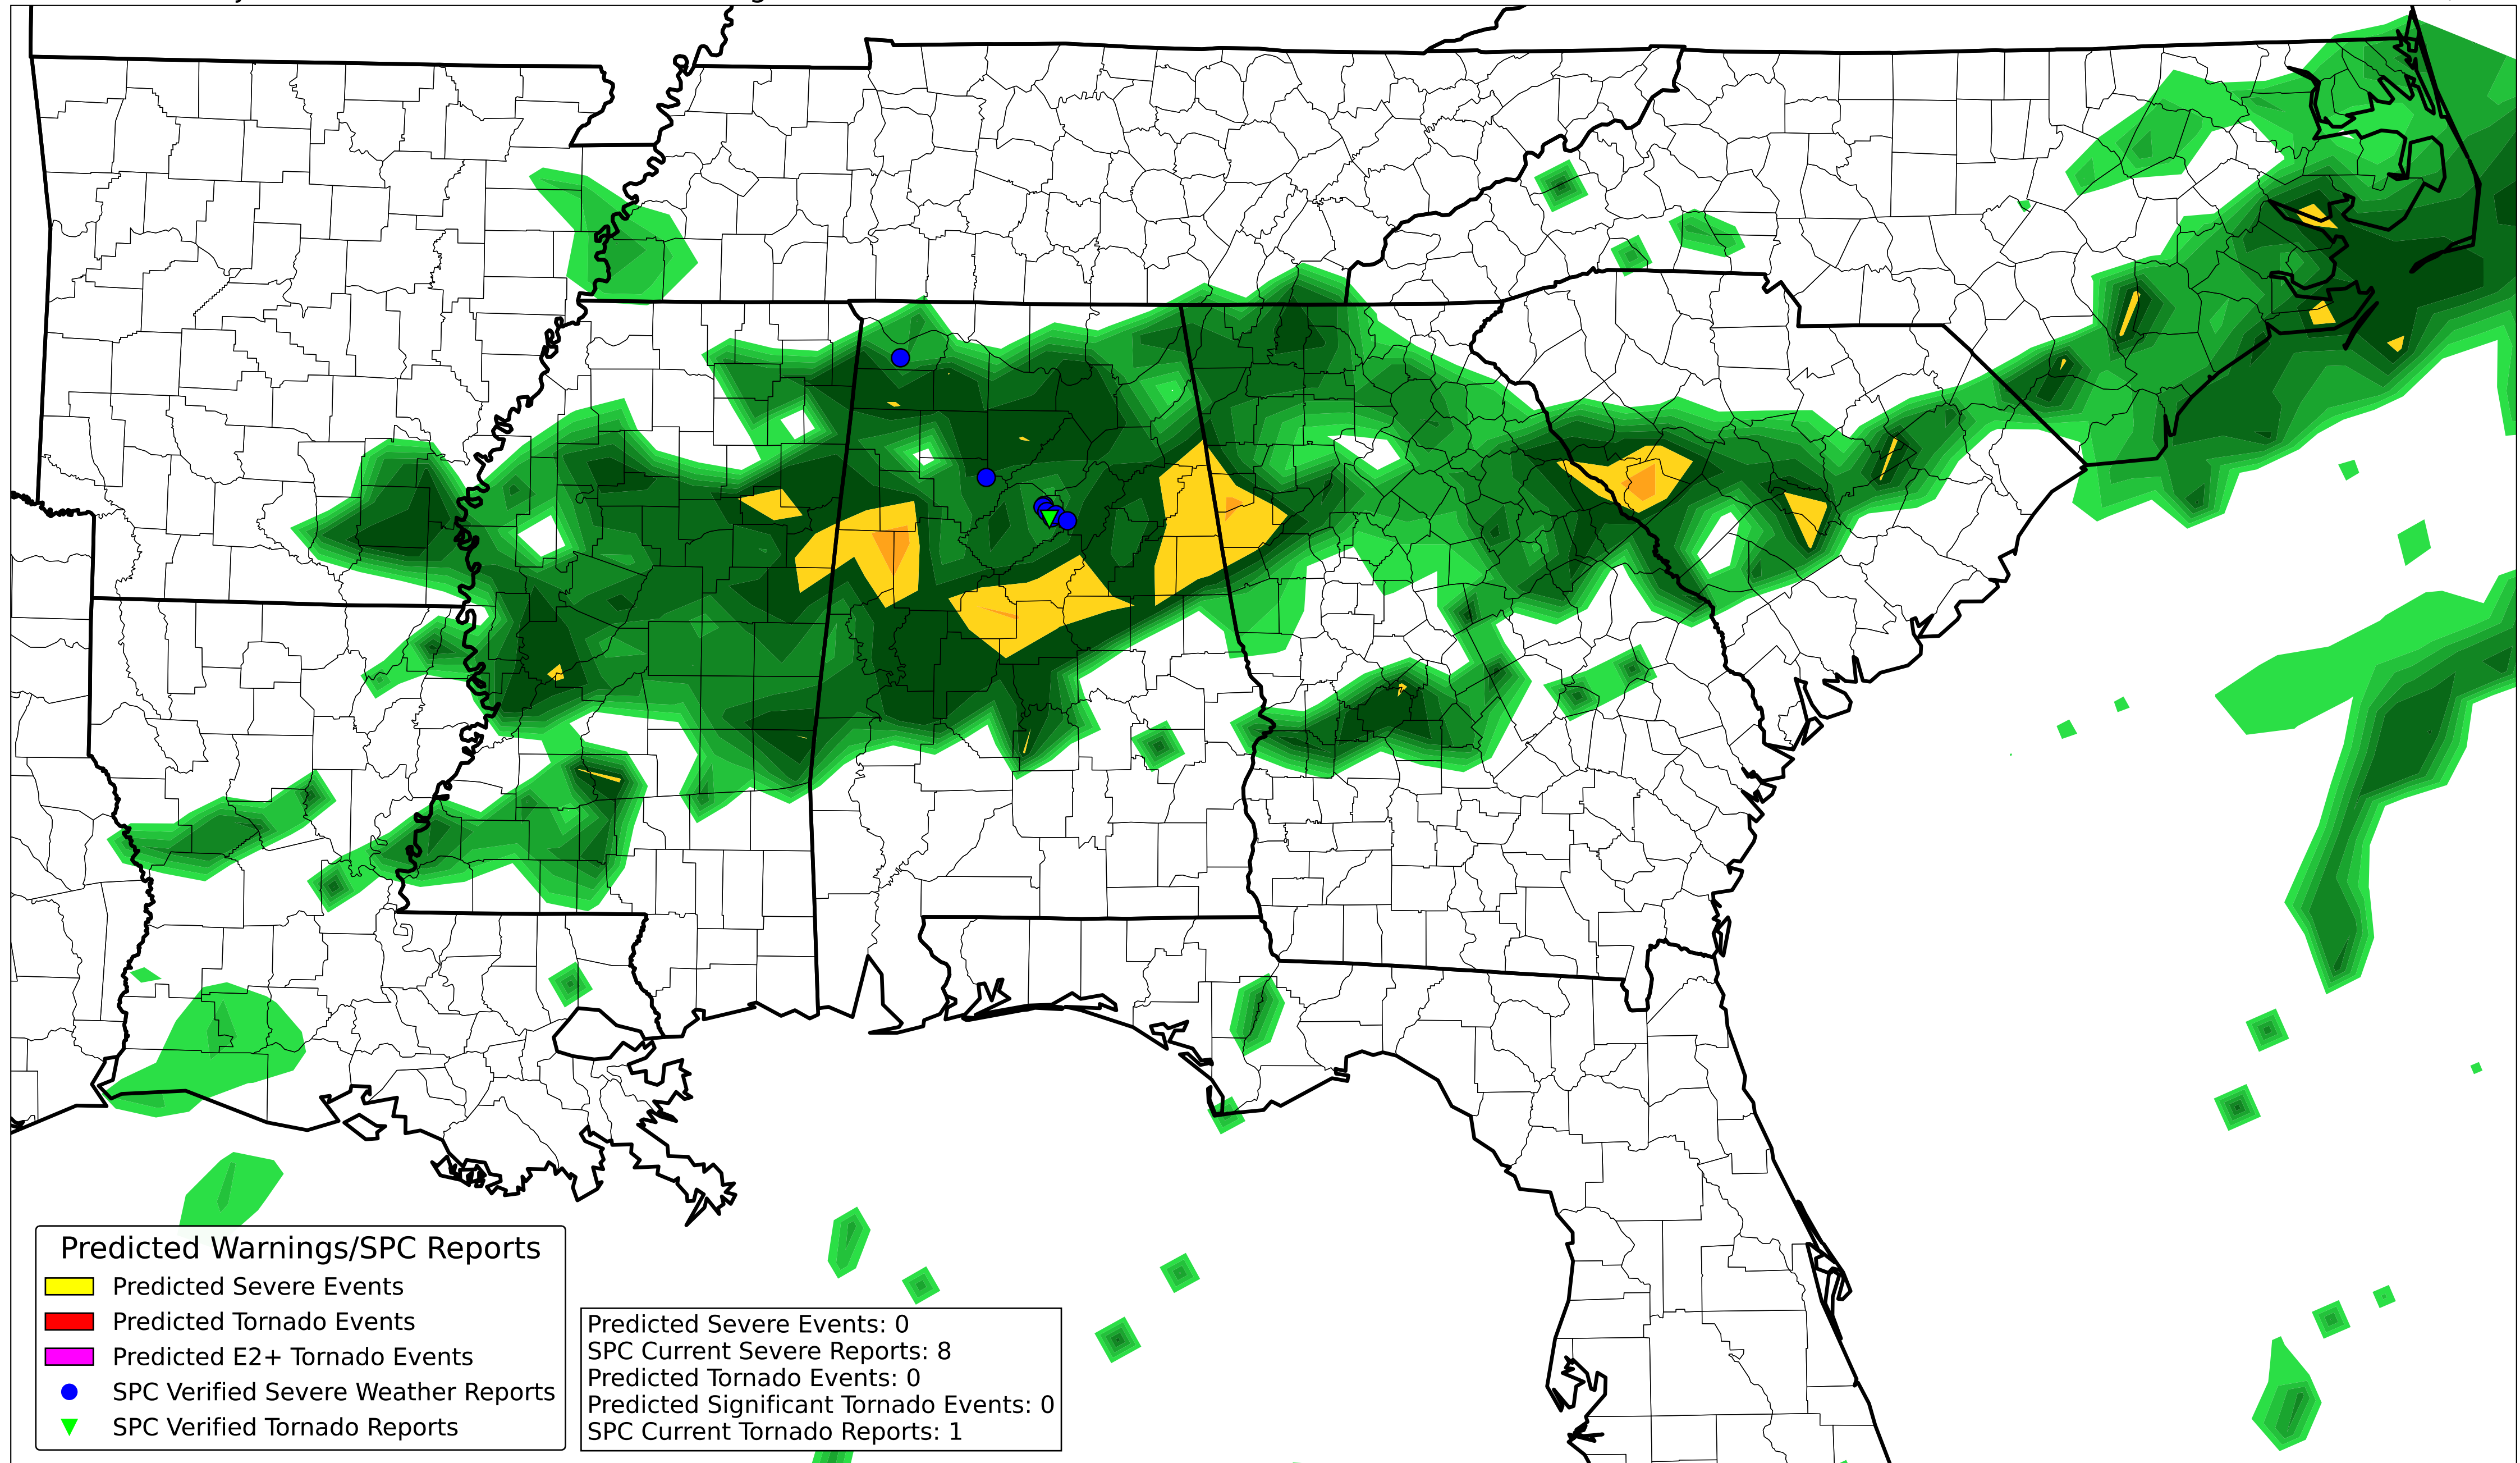 Predicted Warnings/SPC Reports
Predicted Severe Events
Predicted Tornado Events
Predicted E2+ Tornado Events
SPC Verified Severe Weather Reports
SPC Verified Tornado Reports
Predicted Severe Events: 0
SPC Current Severe Reports: 8
Predicted Tornado Events: 0
Predicted Significant Tornado Events: 0
SPC Current Tornado Reports: 1